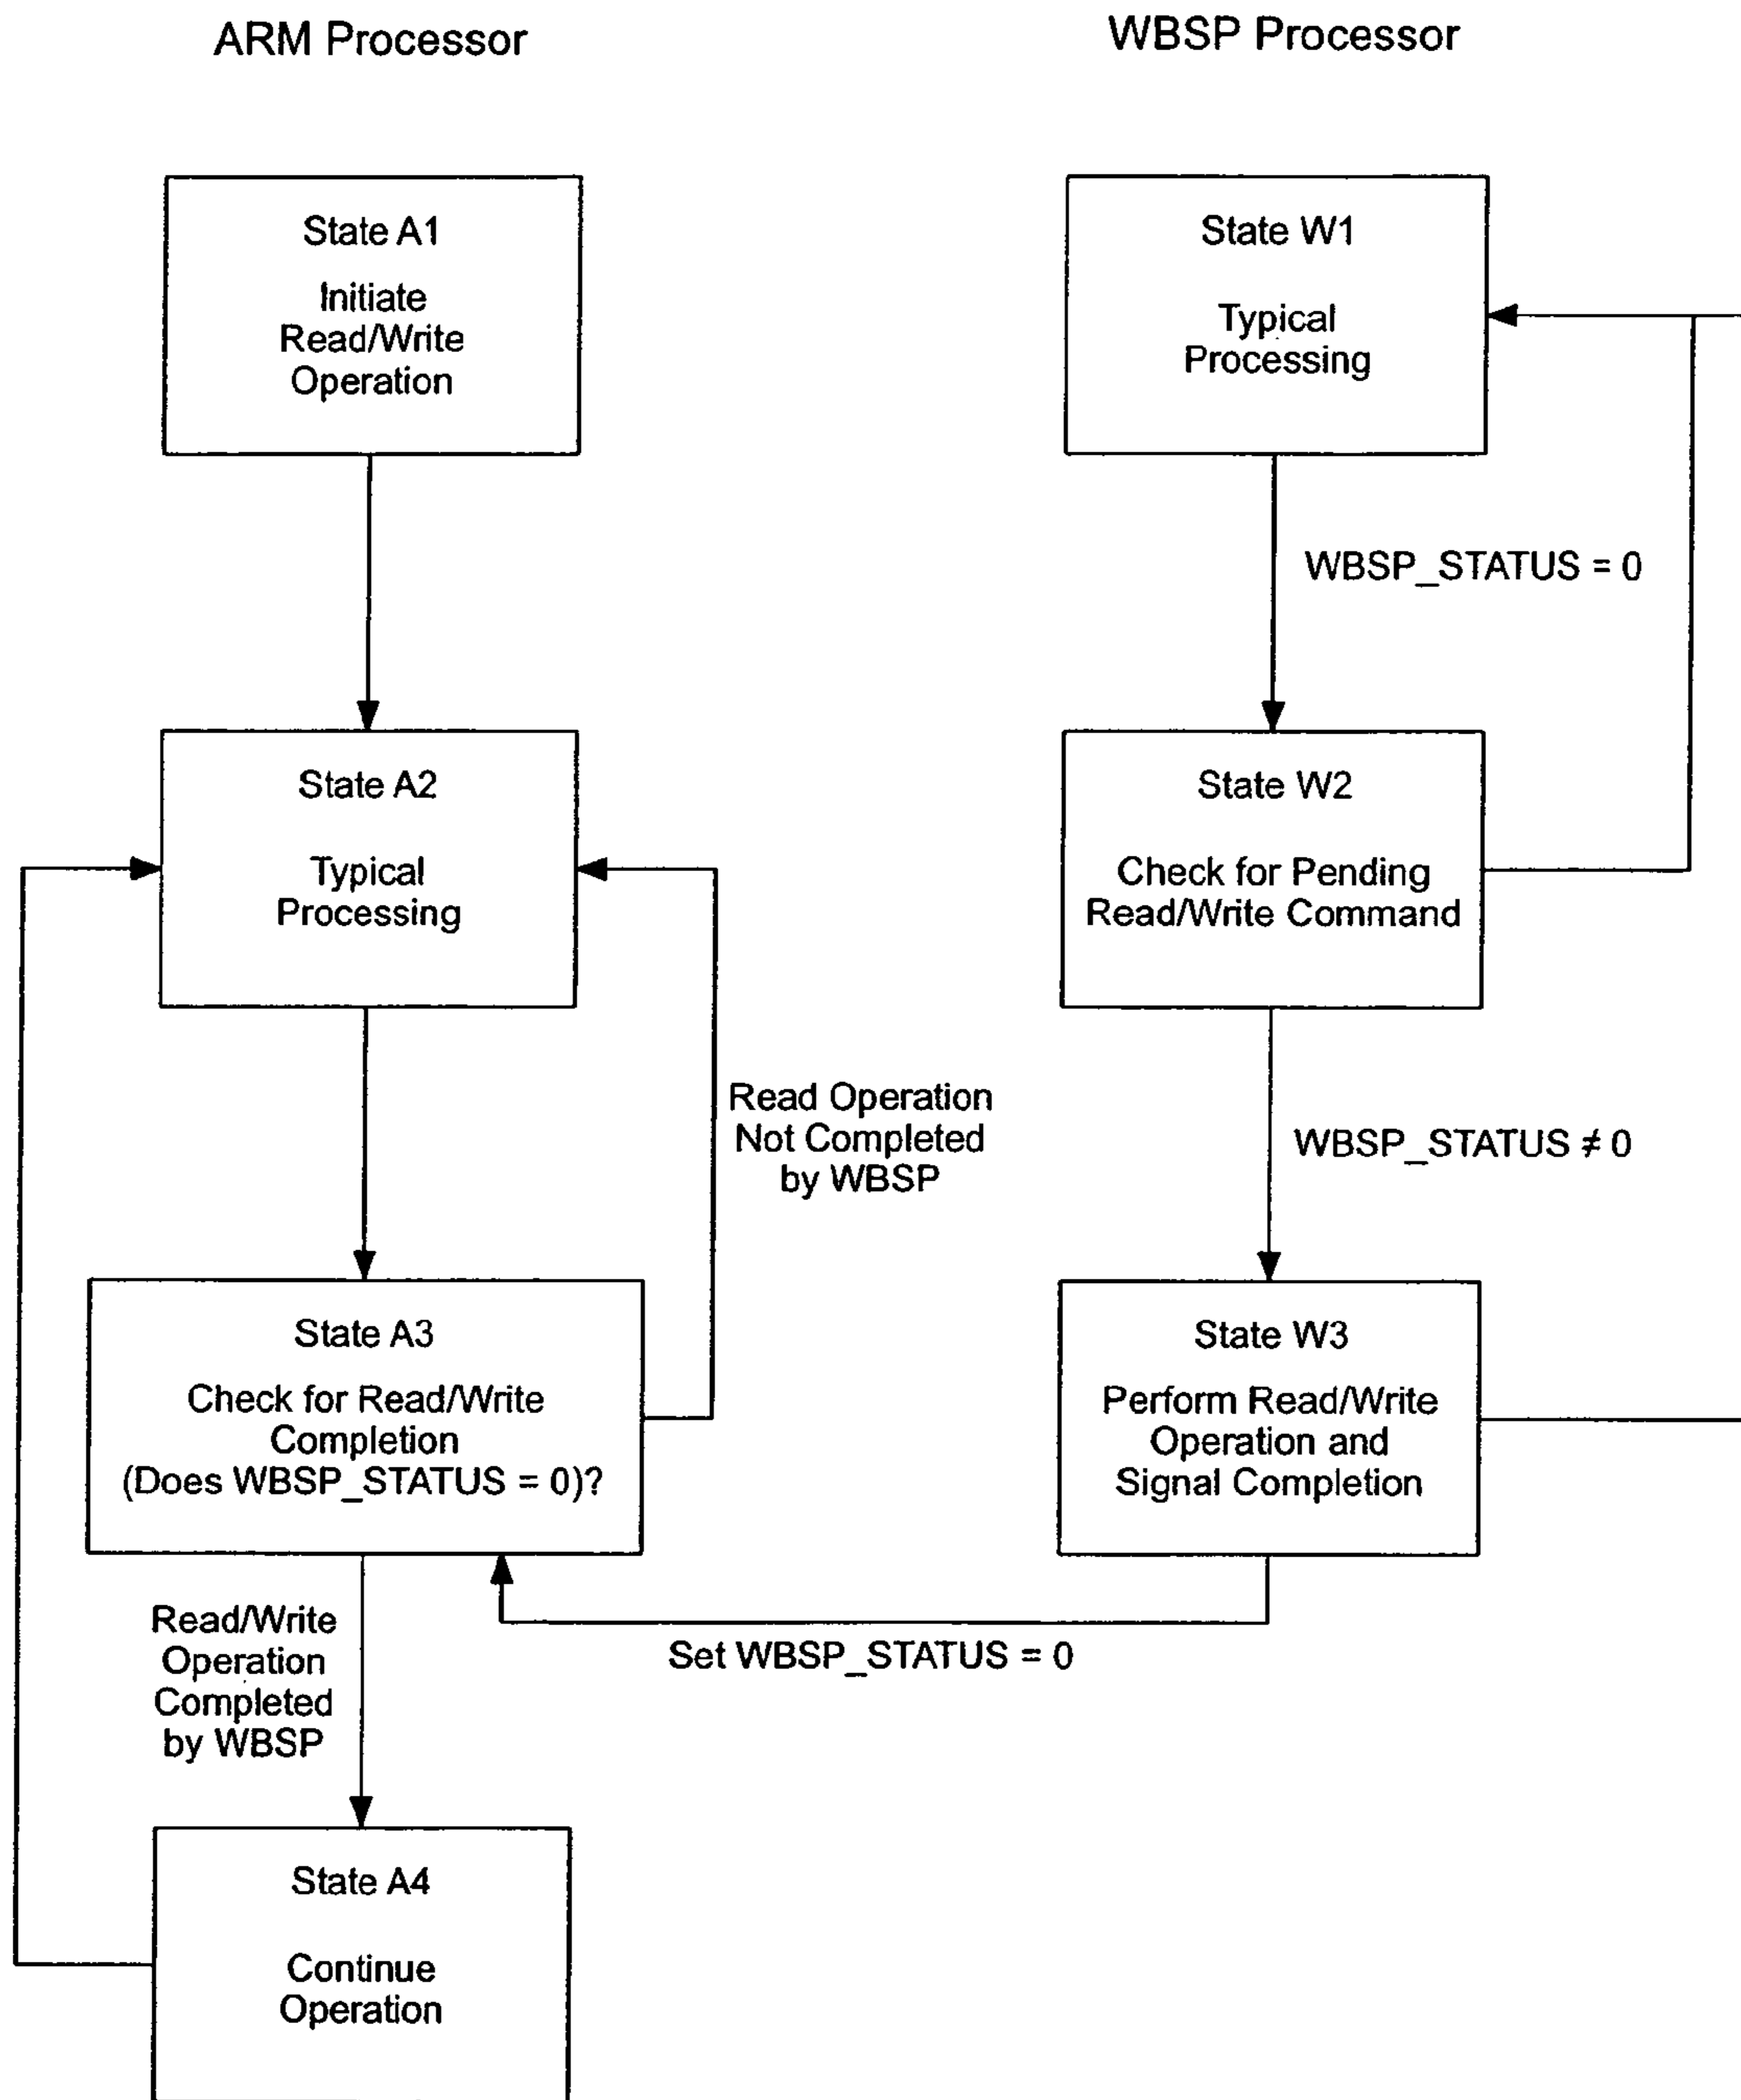 ARM Processor
WBSP Processor
State A1
Initiate
Read/Write
Operation
State W1
Typical
Processing
WBSP_STATUS = 0
State A2
Typical
Processing
State W2
Check for Pending
Read/Write Command
Read Operation
Not Completed
by WBSP
WBSP_STATUS ≠ 0
State A3
Check for Read/Write
Completion
(Does WBSP_STATUS = 0)?
State W3
Perform Read/Write
Operation and
Signal Completion
Read/Write
Operation
Completed
by WBSP
Set WBSP_STATUS = 0
State A4
Continue
Operation